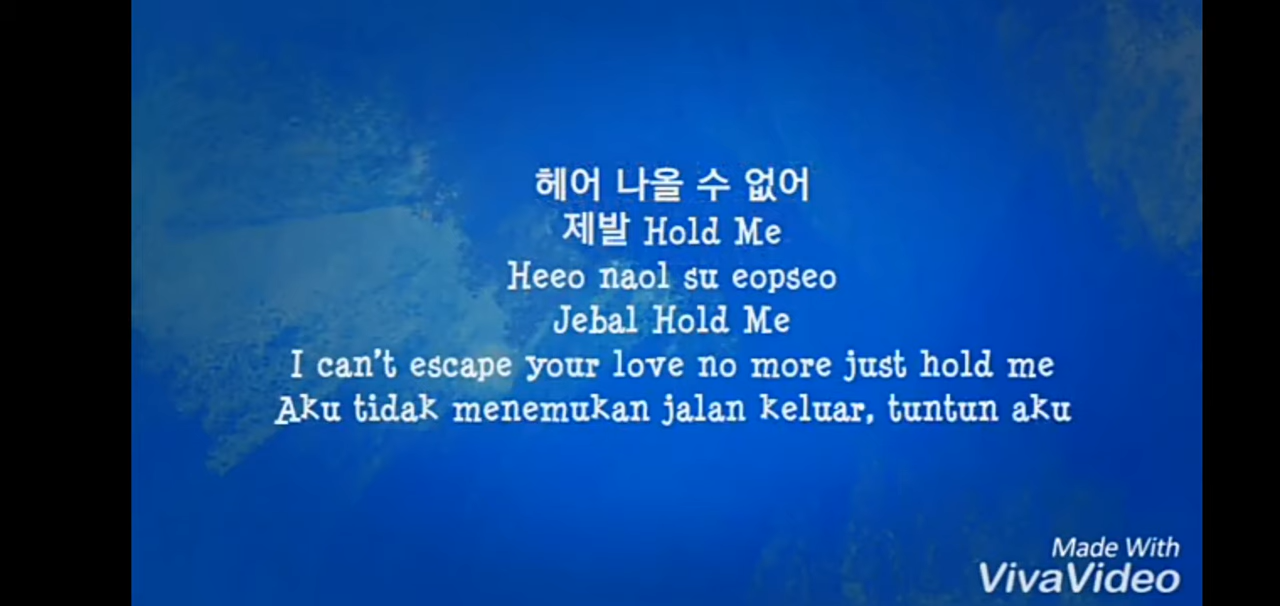 헤어 나올 수 없어
제발 Hold Me
Heeo naol su eopseo
Jebal Hold Me
I can't escape your love no more just hold me
Aku tidak menemukan jalan keluar, tuntun aku
Made With
VivaVideo